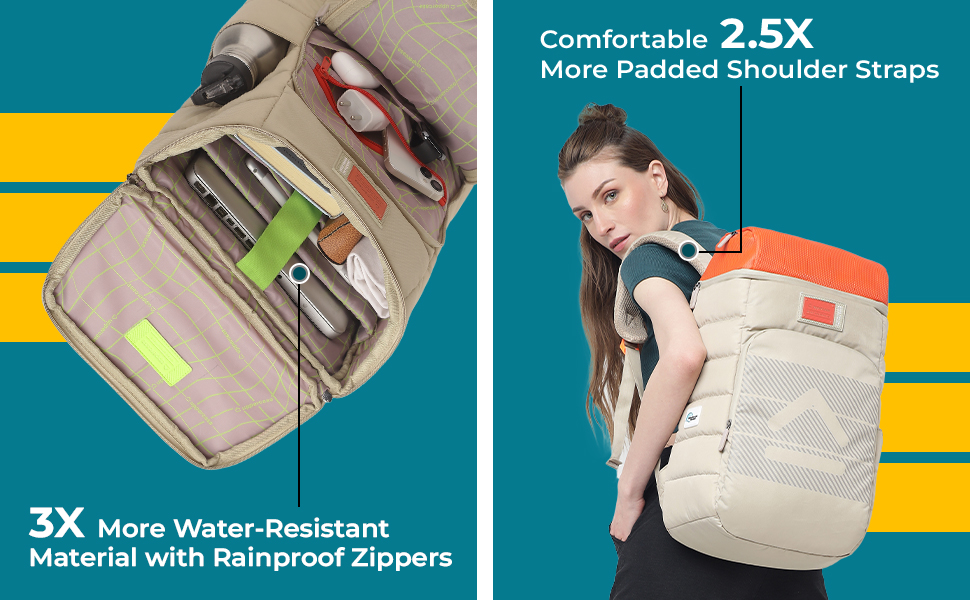 3X More Water-Resistant
Material with Rainproof Zippers
Comfortable 2.5X
More Padded Shoulder Straps